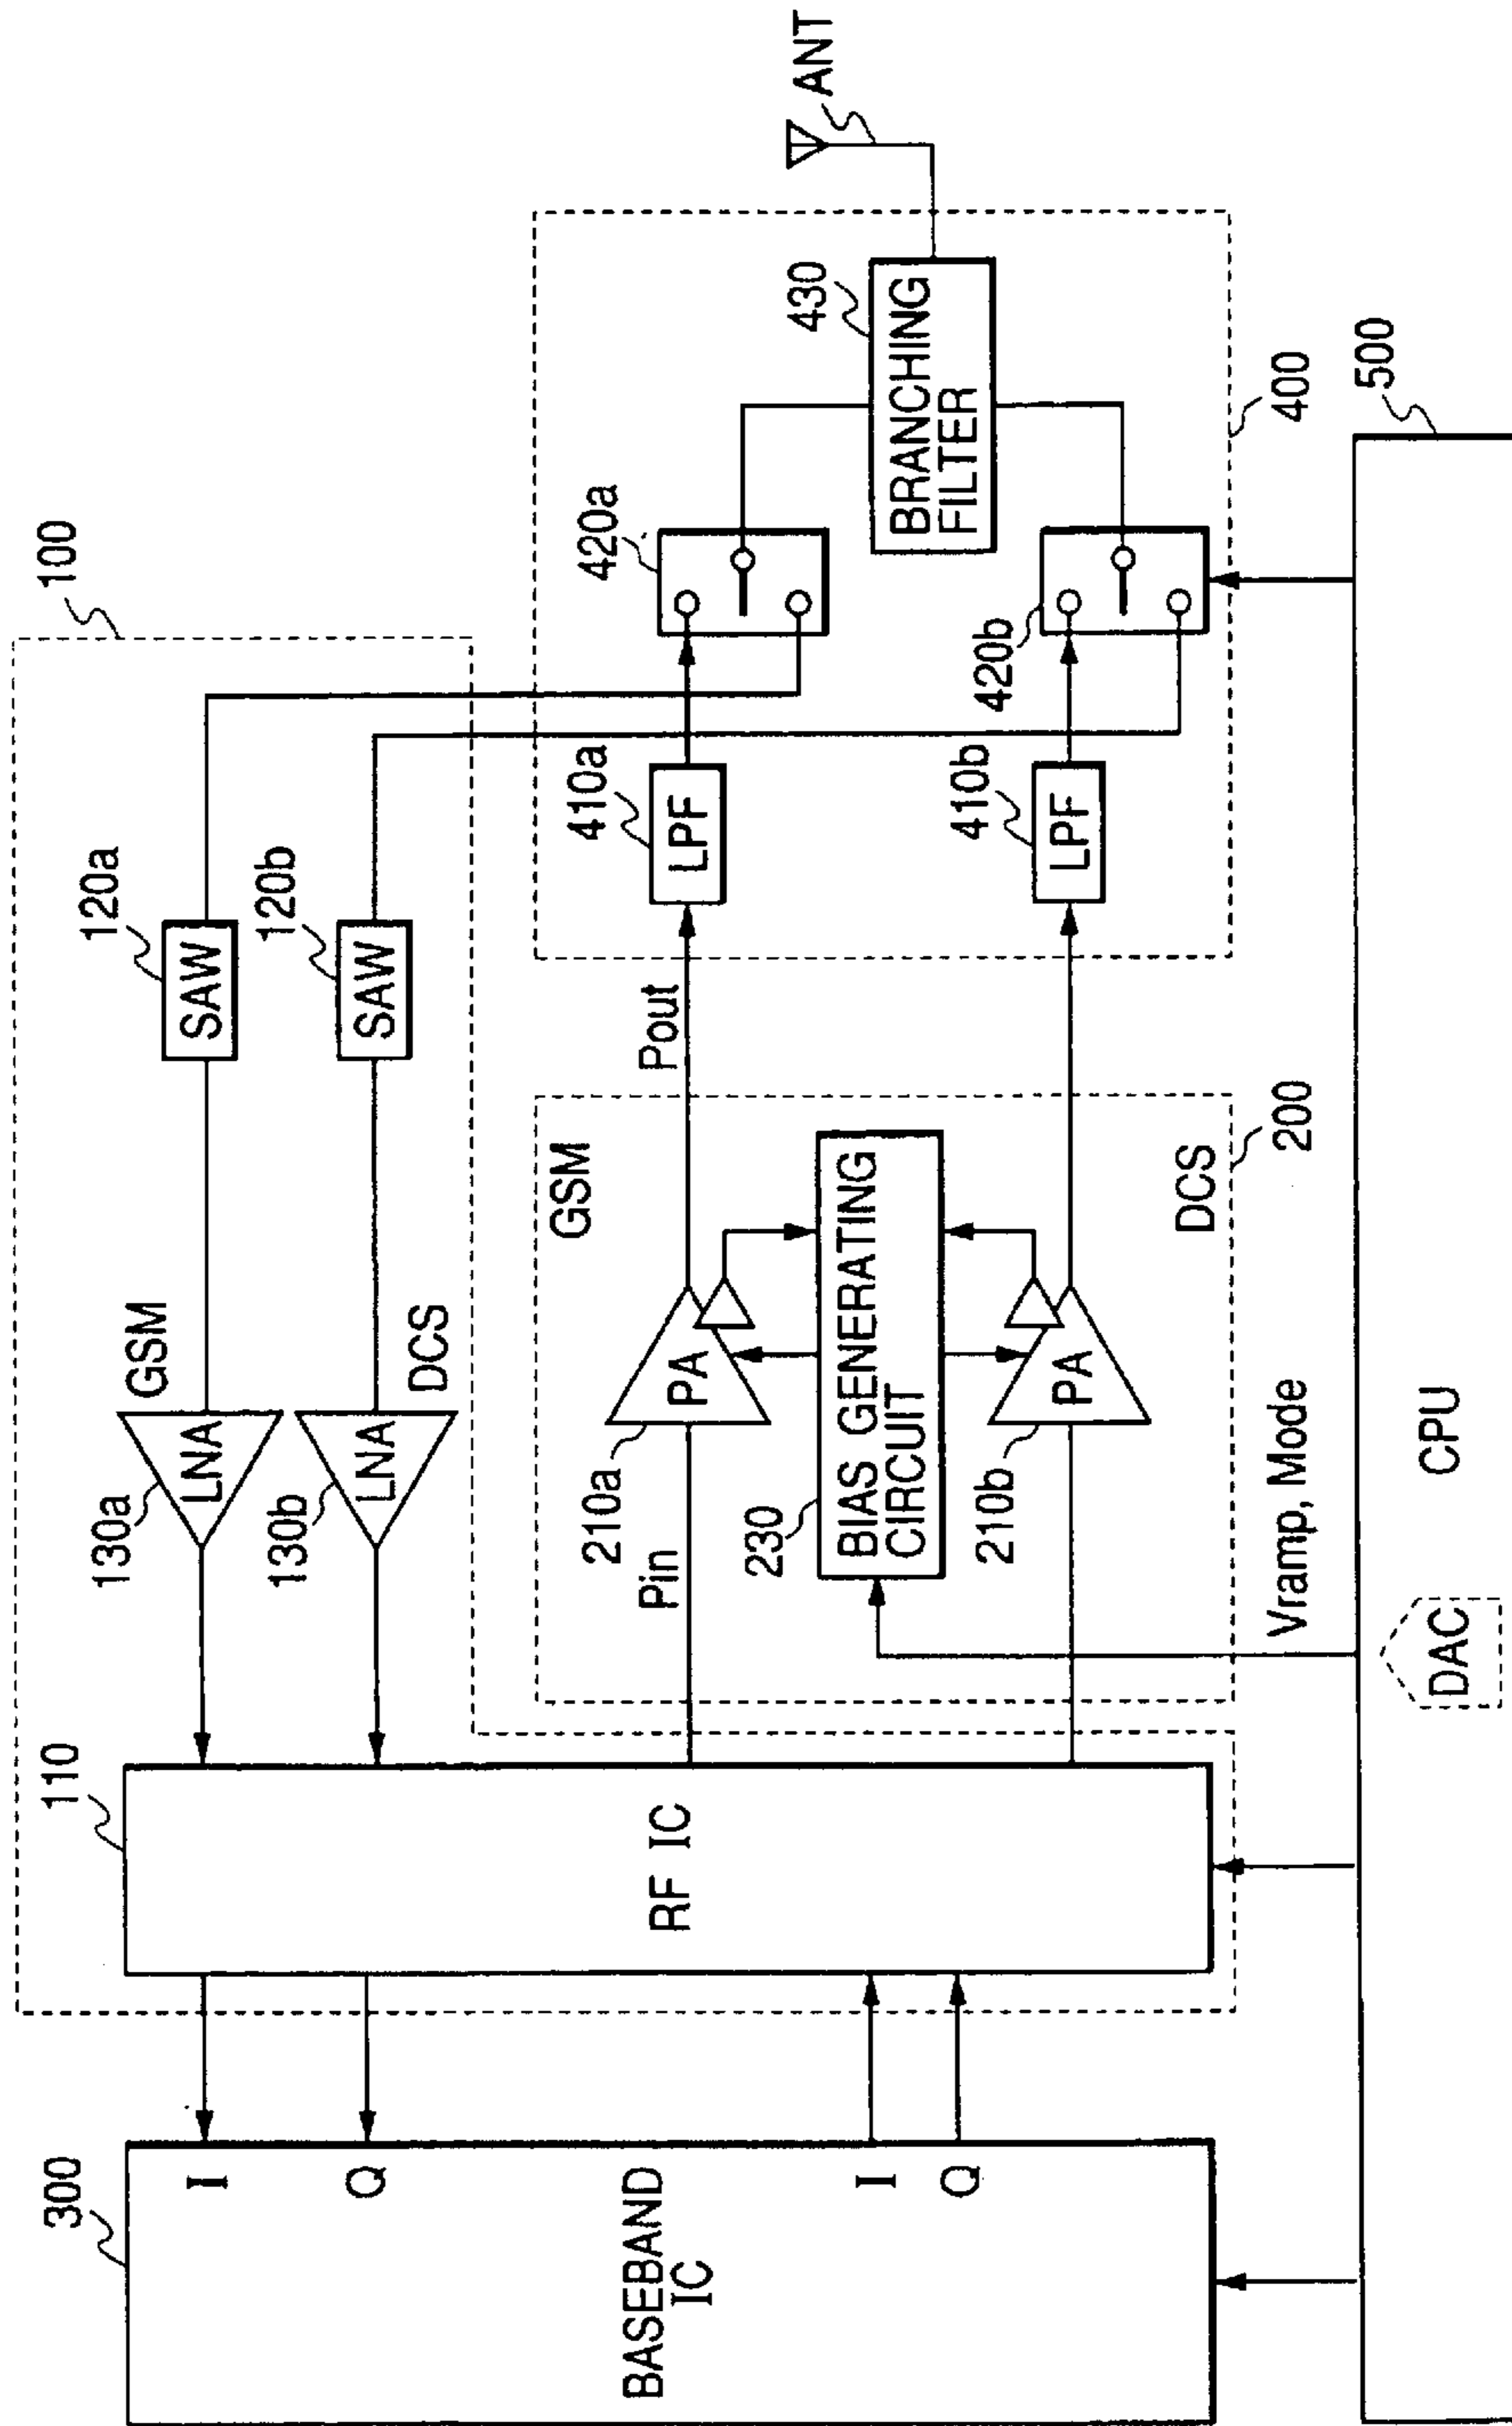 100
110
130a
LNA
GSM
120a
SAW
130b
LNA
DCS
120b
SAW
300
I
Q
BASEBAND
IC
I
Q
RF IC
Pin
210a
PA
GSM
Pout
410a
LPF
420a
230
BIAS GENERATING
CIRCUIT
430
BRANCHING
FILTER
ANT
210b
PA
DCS
410b
LPF
420b
200
400
Vramp, Mode
DAC
CPU
500